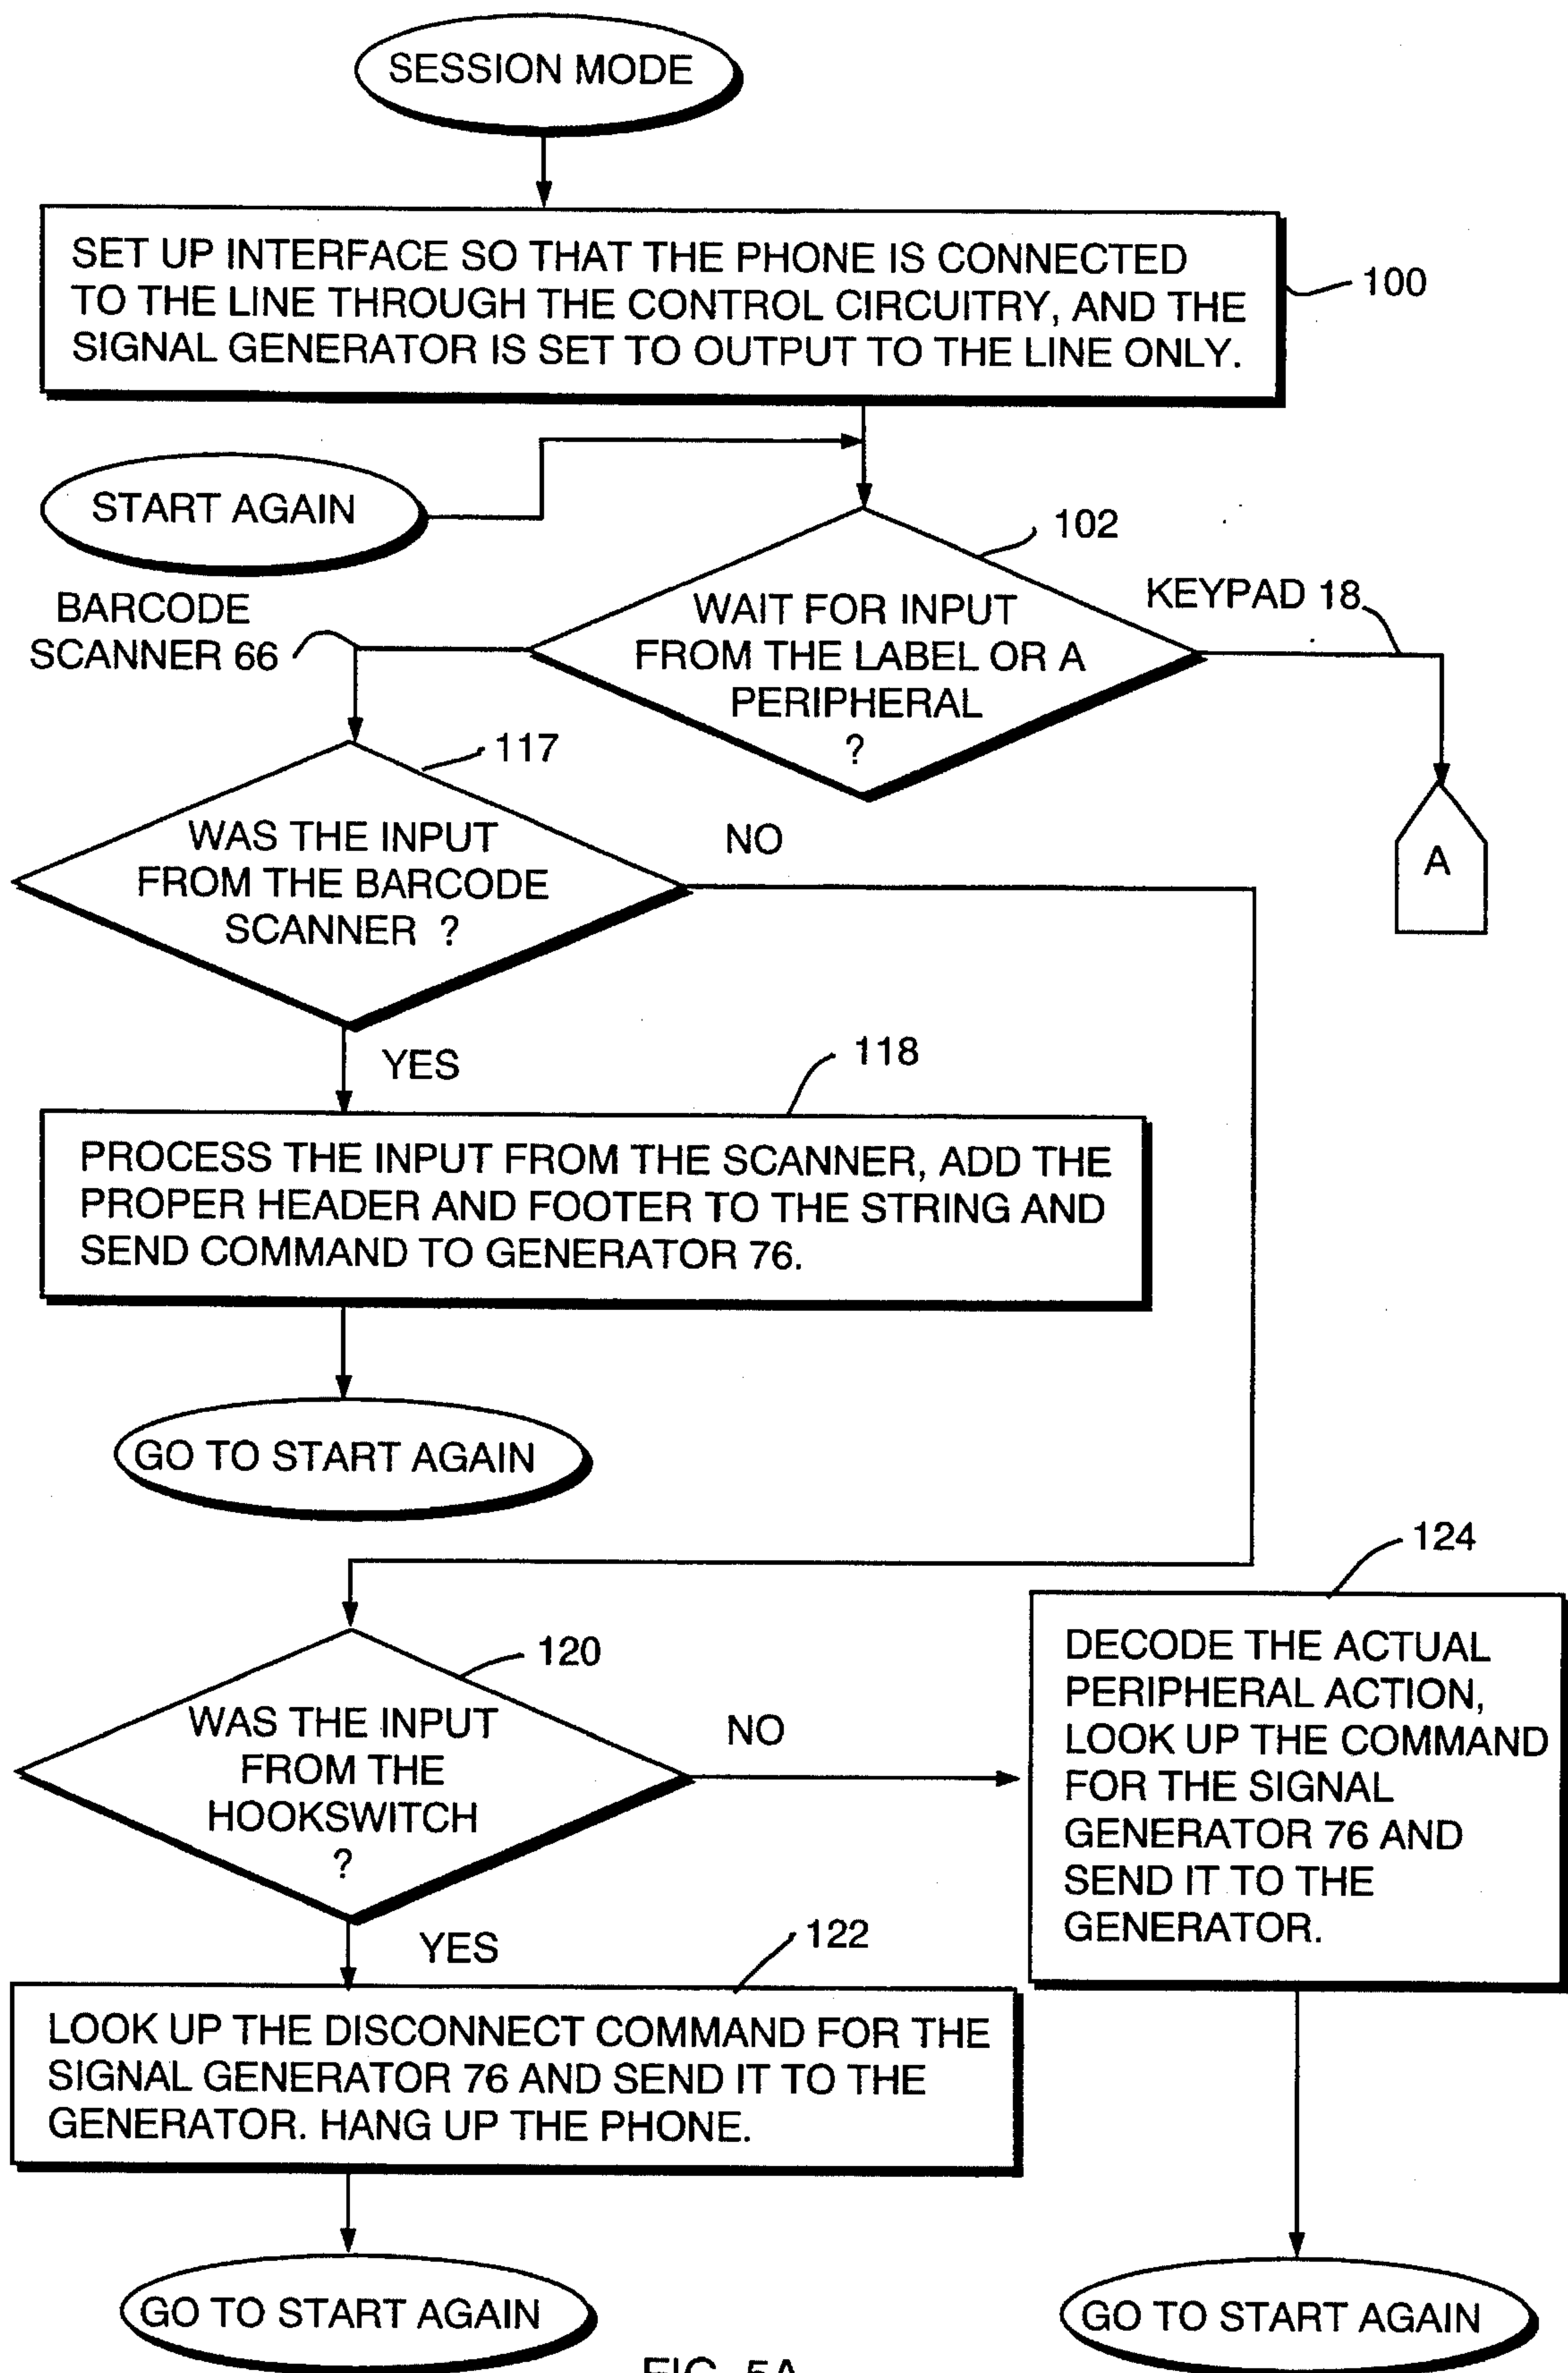 SESSION MODE
SET UP INTERFACE SO THAT THE PHONE IS CONNECTED
TO THE LINE THROUGH THE CONTROL CIRCUITRY, AND THE
SIGNAL GENERATOR IS SET TO OUTPUT TO THE LINE ONLY.
100
START AGAIN
102
BARCODE
SCANNER 66
WAIT FOR INPUT
FROM THE LABEL OR A
PERIPHERAL
?
KEYPAD 18
A
117
WAS THE INPUT
FROM THE BARCODE
SCANNER ?
NO
YES
118
PROCESS THE INPUT FROM THE SCANNER, ADD THE
PROPER HEADER AND FOOTER TO THE STRING AND
SEND COMMAND TO GENERATOR 76.
GO TO START AGAIN
120
WAS THE INPUT
FROM THE
HOOKSWITCH
?
NO
124
DECODE THE ACTUAL
PERIPHERAL ACTION,
LOOK UP THE COMMAND
FOR THE SIGNAL
GENERATOR 76 AND
SEND IT TO THE
GENERATOR.
YES
122
LOOK UP THE DISCONNECT COMMAND FOR THE
SIGNAL GENERATOR 76 AND SEND IT TO THE
GENERATOR. HANG UP THE PHONE.
GO TO START AGAIN
GO TO START AGAIN
FIG. 5A